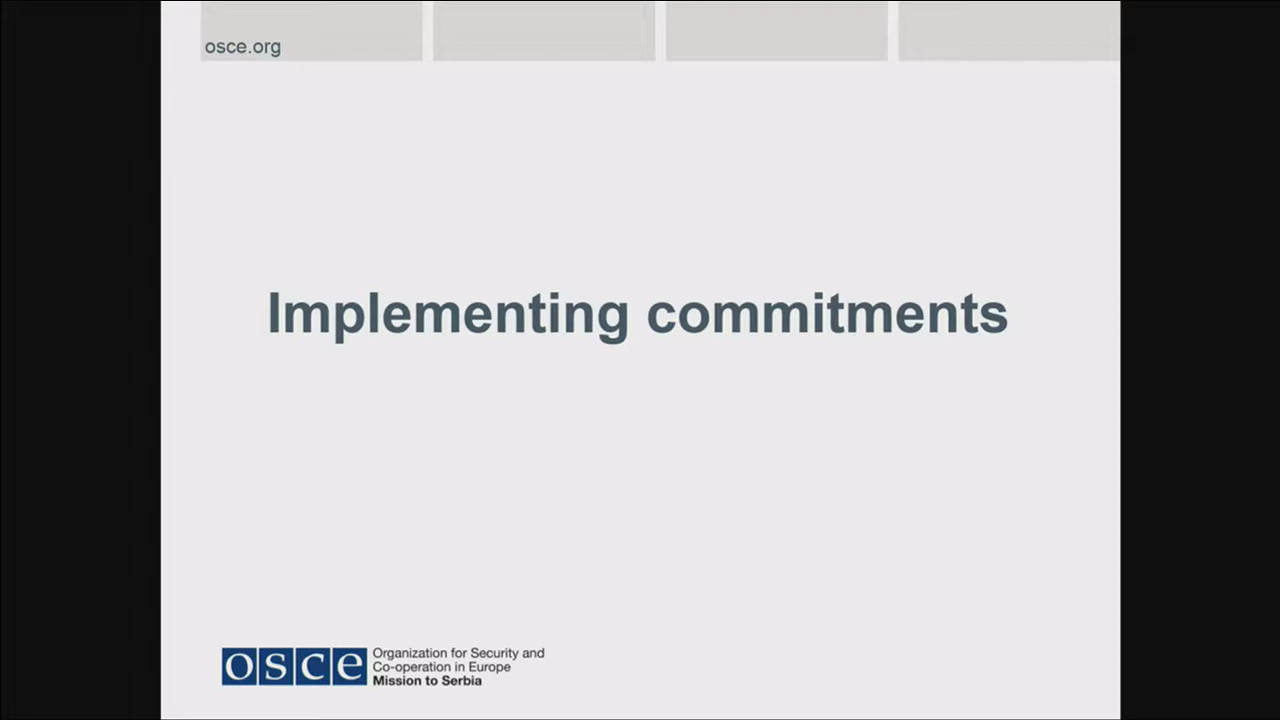 osce.org
Implementing commitments
osce Organization for Security and
Co-operation in Europe
Mission to Serbia